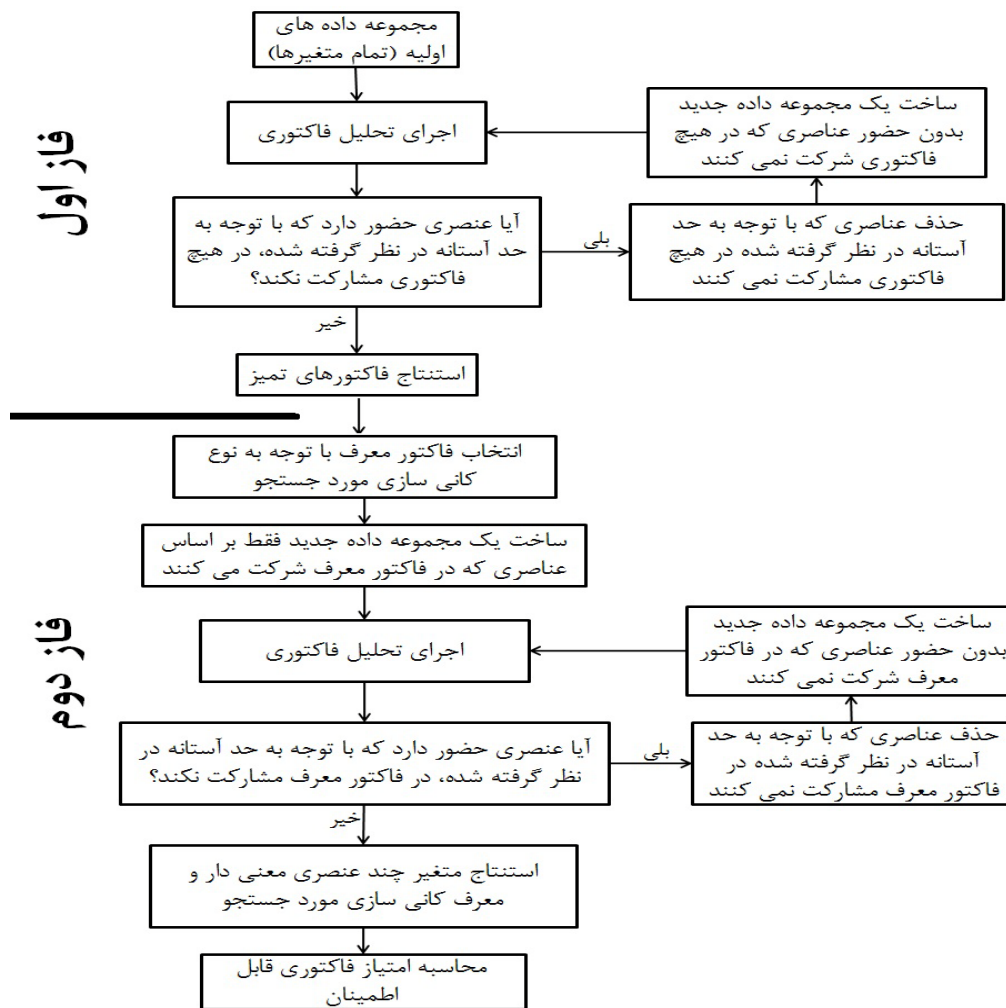 مجموعه داده های
اولیه (تمام متغیرها)
فاز اول
اجرای تحلیل فاکتوری
ساخت یک مجموعه داده جدید
بدون حضور عناصری که در هیچ
فاکتوری شرکت نمی کنند
آیا عنصری حضور دارد که با توجه به
حد آستانه در نظر گرفته شده، در هیچ
فاکتوری مشارکت نکند؟
بلی
حذف عناصری که با توجه به حد
آستانه در نظر گرفته شده در هیچ
فاکتوری مشارکت نمی کنند
خیر
استنتاج فاکتورهای تمیز
انتخاب فاکتور معرف با توجه به نوع
کانی سازی مورد جستجو
ساخت یک مجموعه داده جدید فقط بر اساس
عناصری که در فاکتور معرف شرکت می کنند
فاز دوم
اجرای تحلیل فاکتوری
ساخت یک مجموعه داده جدید
بدون حضور عناصری که در فاکتور
معرف شرکت نمی کنند
آیا عنصری حضور دارد که با توجه به حد آستانه در
نظر گرفته شده، در فاکتور معرف مشارکت نکند؟
بلی
حذف عناصری که با توجه به حد
آستانه در نظر گرفته شده در
فاکتور معرف مشارکت نمی کنند
خیر
استنتاج متغیر چند عنصری معنی دار و
معرف کانی سازی مورد جستجو
محاسبه امتیاز فاکتوری قابل
اطمینان